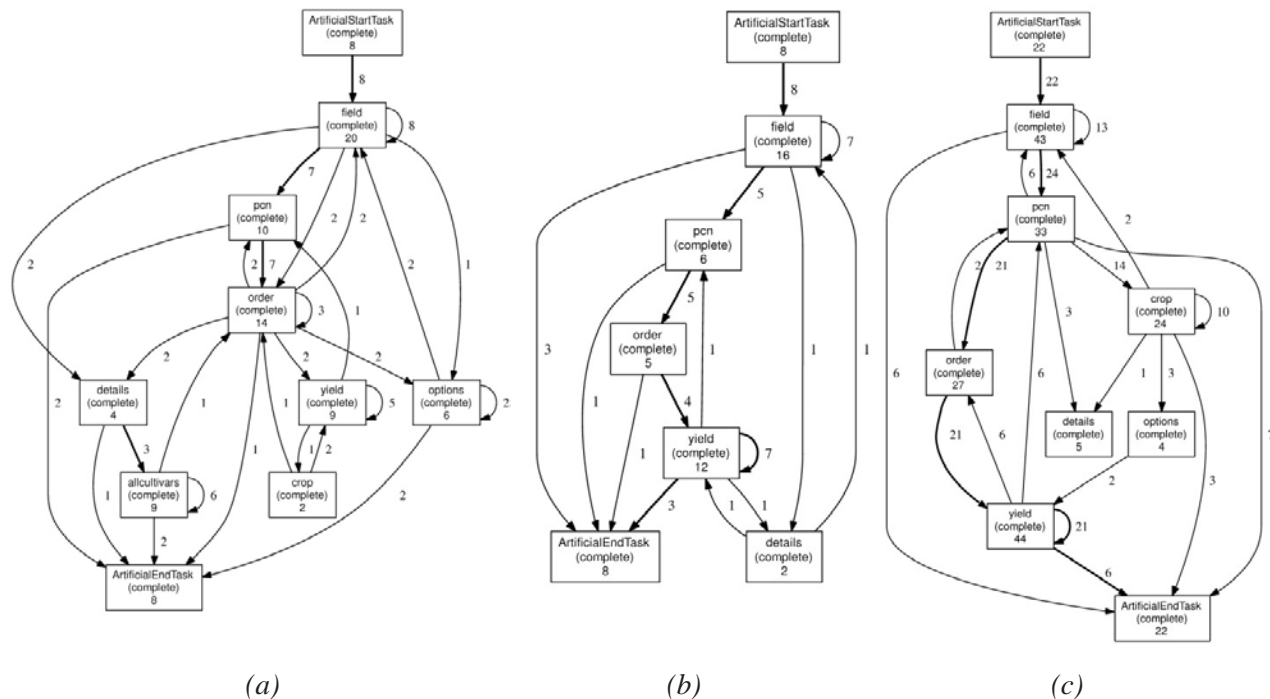 ArtificialStartTask
(complete)
8
8
field
(complete)
20
8
7
2
2
1
2
2
pcn
(complete)
10
2
7
1
order
(complete)
14
3
2
2
2
details
(complete)
4
yield
(complete)
9
5
options
(complete)
6
2
2
3
1
1
1
1
2
1
allcultivars
(complete)
9
6
crop
(complete)
2
2
2
ArtificialEndTask
(complete)
8
(a)
ArtificialStartTask
(complete)
8
8
field
(complete)
16
7
5
pcn
(complete)
6
5
order
(complete)
5
3
1
1
1
1
4
1
yield
(complete)
12
7
3
1
1
ArtificialEndTask
(complete)
8
details
(complete)
2
(b)
ArtificialStartTask
(complete)
22
22
field
(complete)
43
13
6
24
2
pcn
(complete)
33
2
21
14
3
crop
(complete)
24
10
order
(complete)
27
6
6
1
3
7
details
(complete)
5
options
(complete)
4
21
6
2
3
yield
(complete)
44
21
6
ArtificialEndTask
(complete)
22
(c)